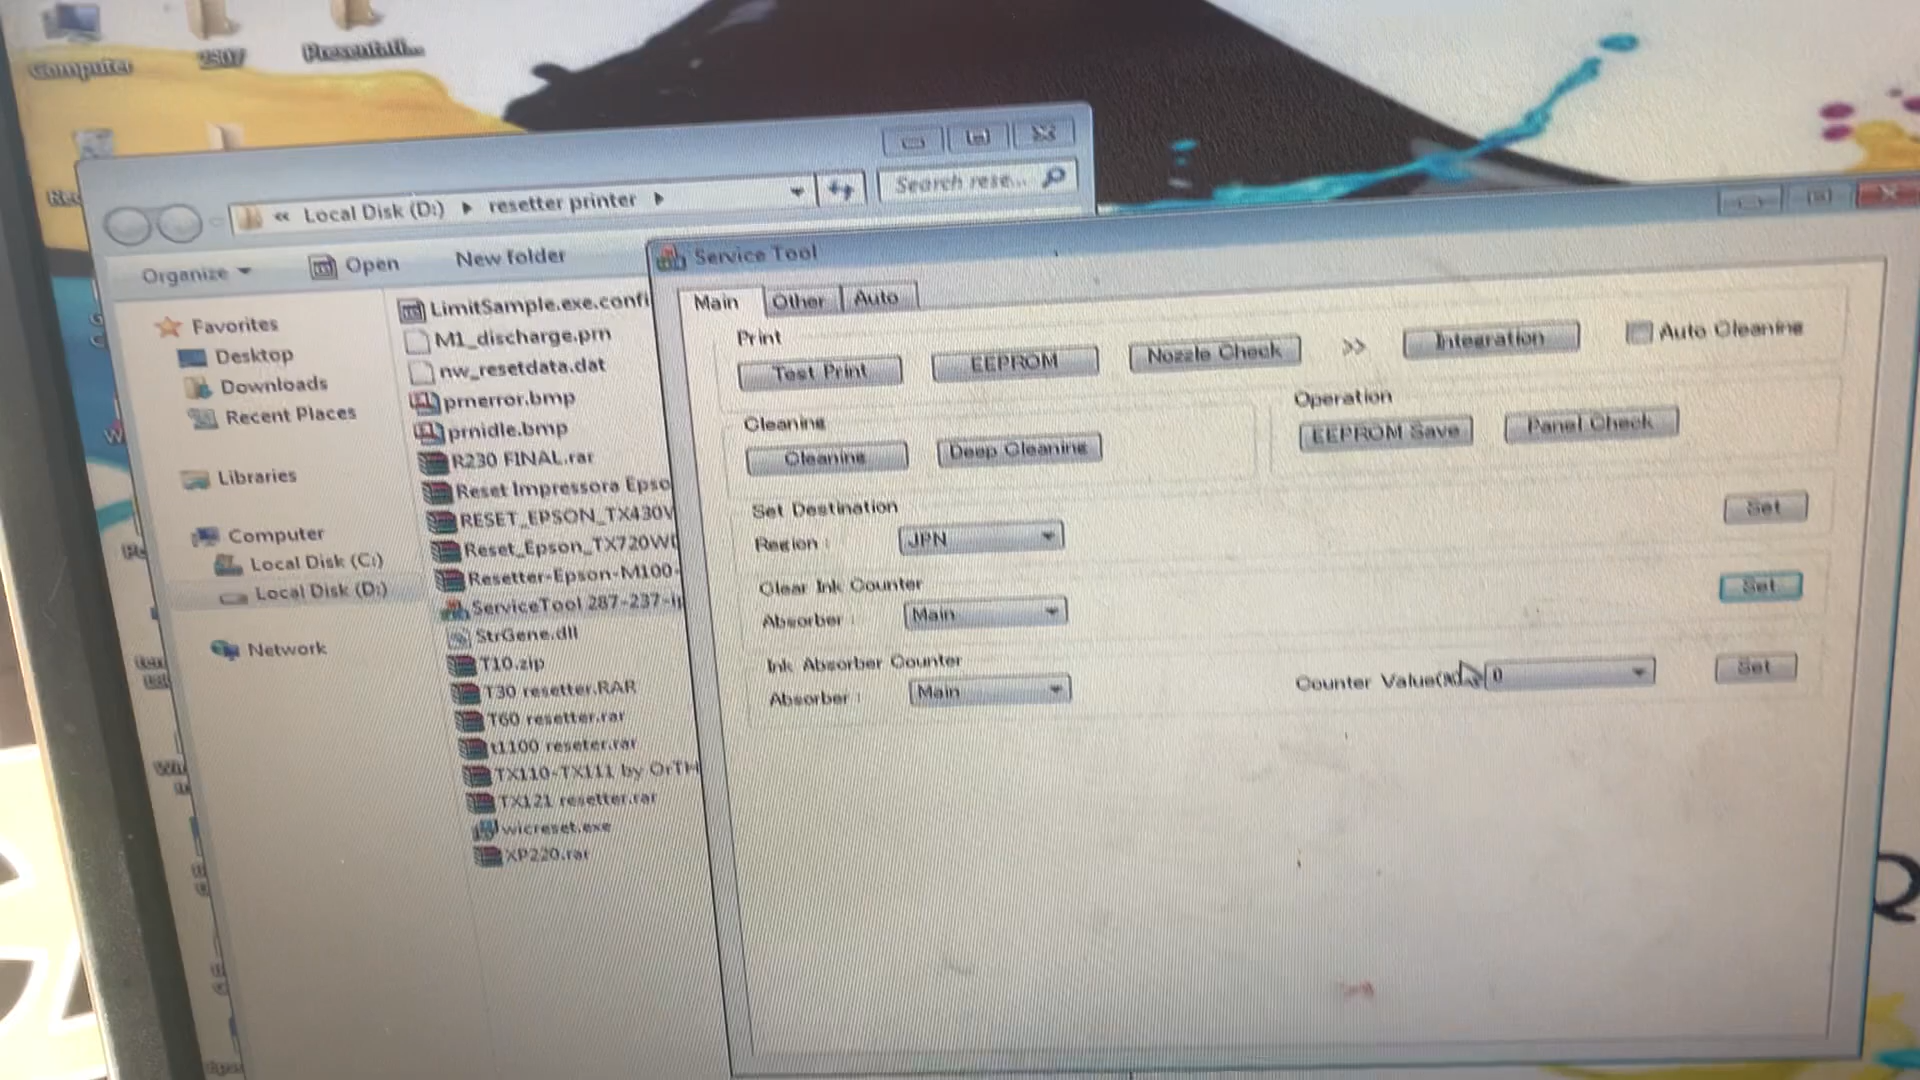 Computer
2307
Presentati...
Local Disk (D:)
resetter printer
Search rese...
Organize
Open
New folder
Favorites
Desktop
Downloads
Recent Places
Libraries
Computer
Local Disk (C:)
Local Disk (D:)
Network
LimitSample.exe.confi
M1_discharge.prn
nw_resetdata.dat
prnerror.bmp
prnidle.bmp
R230 FINAL.rar
Reset Impressora Epso
RESET_EPSON_TX430W
Reset_Epson_TX720WD
Resetter-Epson-M100-
ServiceTool 287-237-ip
StrGene.dll
T10.zip
T30 resetter.RAR
T60 resetter.rar
t1100 reseter.rar
TX110-TX111 by OrTH
TX121 resetter.rar
wicreset.exe
XP220.rar
Service Tool
Main
Other
Auto
Print
Test Print
EEPROM
Nozzle Check
>>
Integration
Auto Cleaning
Cleaning
Cleaning
Deep Cleaning
Operation
EEPROM Save
Panel Check
Set Destination
Region :
JPN
Set
Clear Ink Counter
Absorber :
Main
Set
Ink Absorber Counter
Absorber :
Main
Counter Value(
0
Set